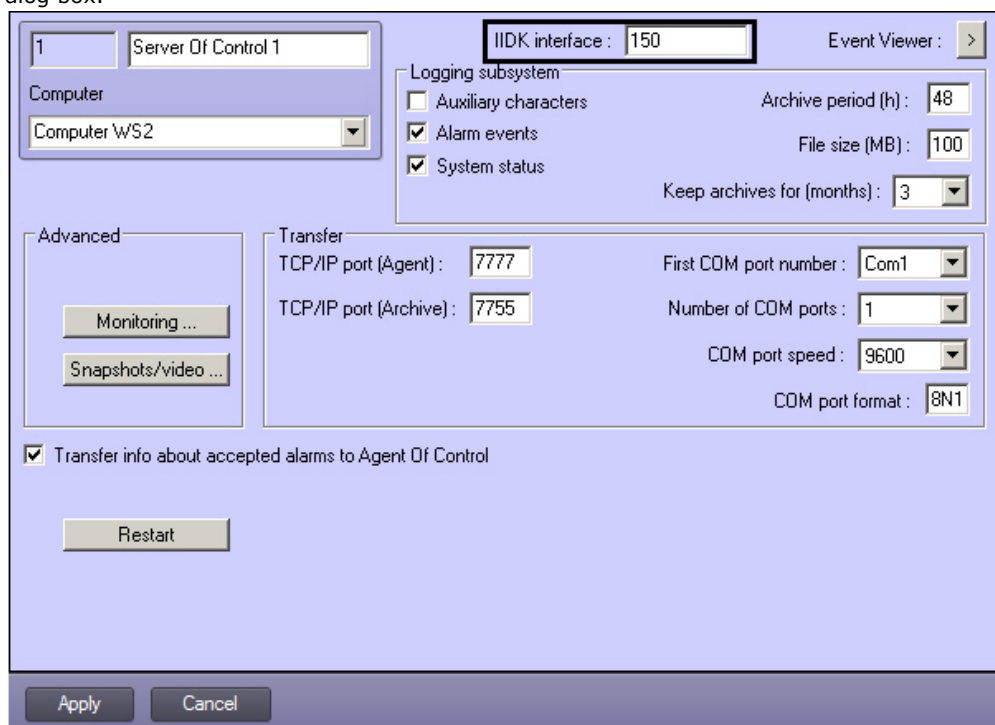 alog box.
1
Server Of Control 1
Computer
Computer WS2
IIDK interface : 150
Event Viewer : >
Logging subsystem
Auxiliary characters
Alarm events
System status
Archive period (h) : 48
File size (MB) : 100
Keep archives for (months) : 3
Advanced
Monitoring ...
Snapshots/video ...
Transfer
TCP/IP port (Agent) : 7777
TCP/IP port (Archive) : 7755
First COM port number : Com1
Number of COM ports : 1
COM port speed : 9600
COM port format : 8N1
Transfer info about accepted alarms to Agent Of Control
Restart
Apply
Cancel